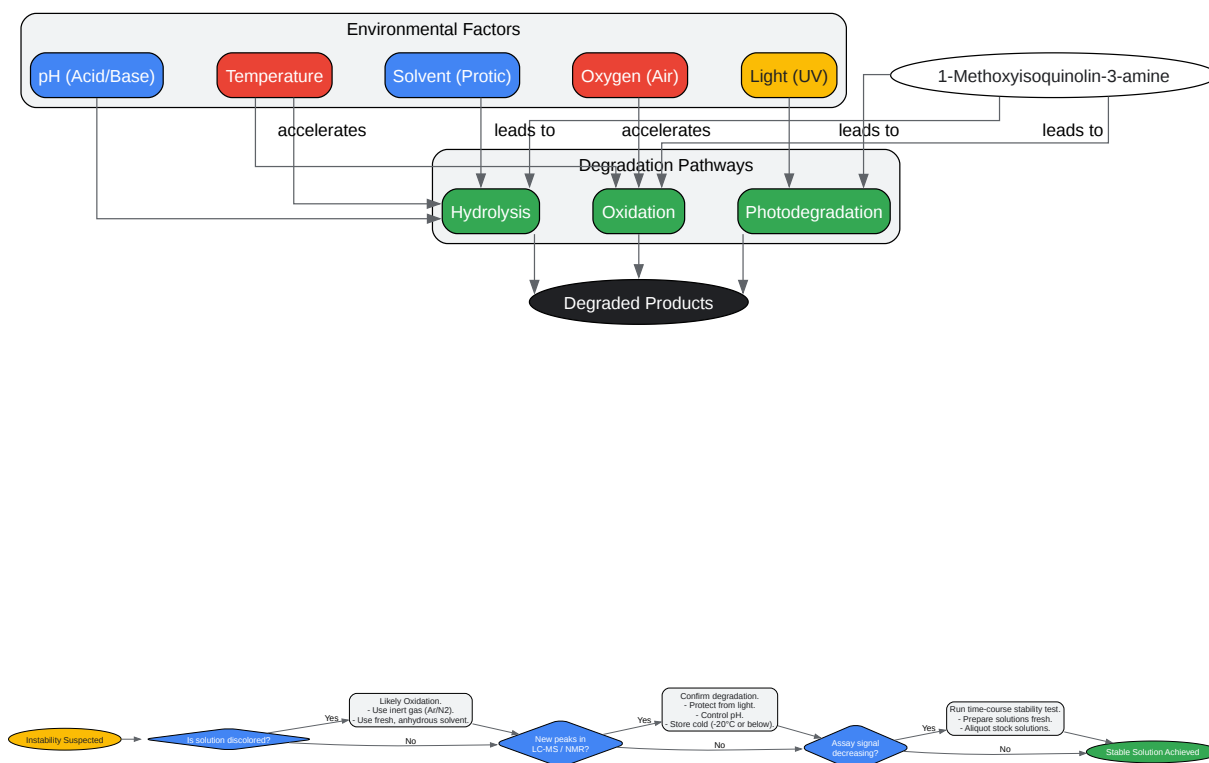 Environmental Factors
pH (Acid/Base)
Temperature
Solvent (Protic)
Oxygen (Air)
Light (UV)
1-Methoxyisoquinolin-3-amine
accelerates
leads to
accelerates
leads to
leads to
Degradation Pathways
Hydrolysis
Oxidation
Photodegradation
Degraded Products
Instability Suspected
Is solution discolored?
Yes
Likely Oxidation.
- Use inert gas (Ar/N2).
- Use fresh, anhydrous solvent.
No
New peaks in
LC-MS / NMR?
Yes
Confirm degradation.
- Protect from light.
- Control pH.
- Store cold (-20°C or below).
No
Assay signal
decreasing?
Yes
Run time-course stability test.
- Prepare solutions fresh.
- Aliquot stock solutions.
No
Stable Solution Achieved